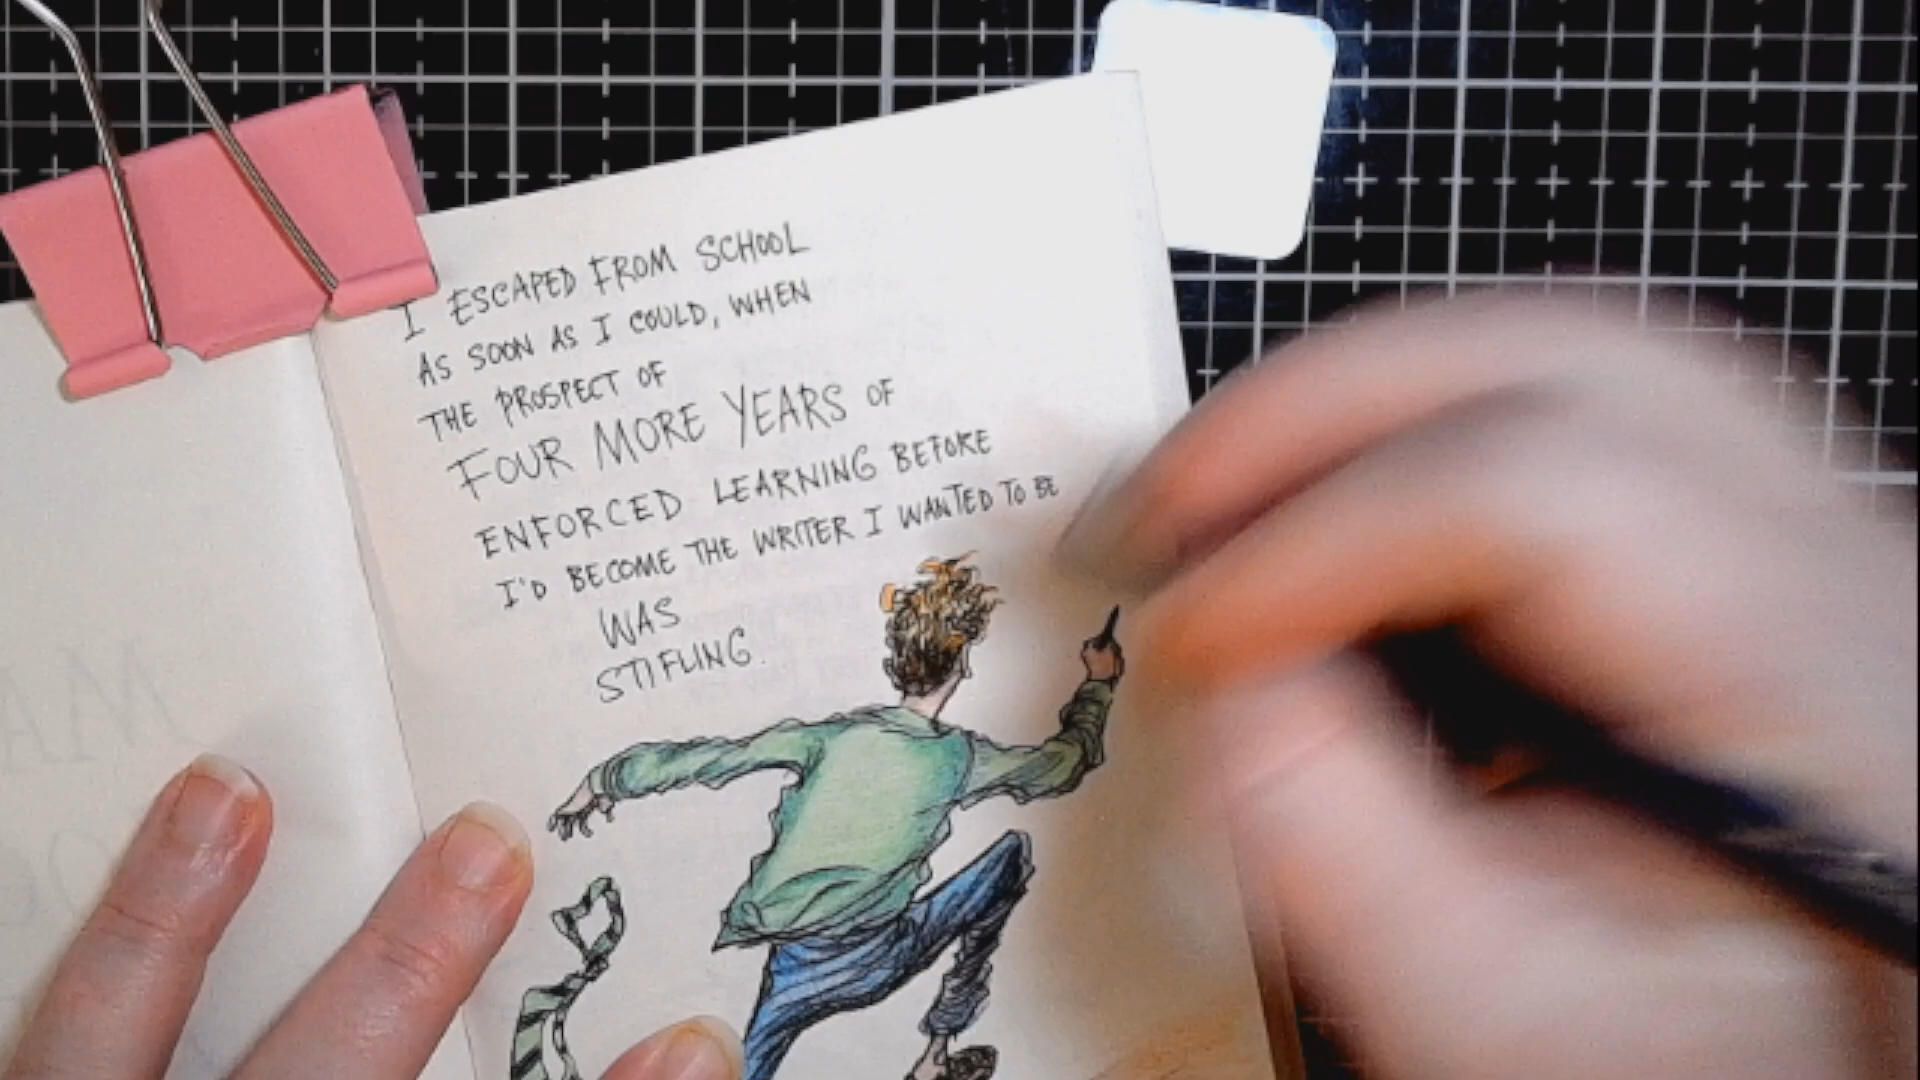 I ESCAPED FROM SCHOOL
AS SOON AS I COULD, WHEN
THE PROSPECT OF
FOUR MORE YEARS OF
ENFORCED LEARNING BEFORE
I'D BECOME THE WRITER I WANTED TO BE
WAS
STIFLING.